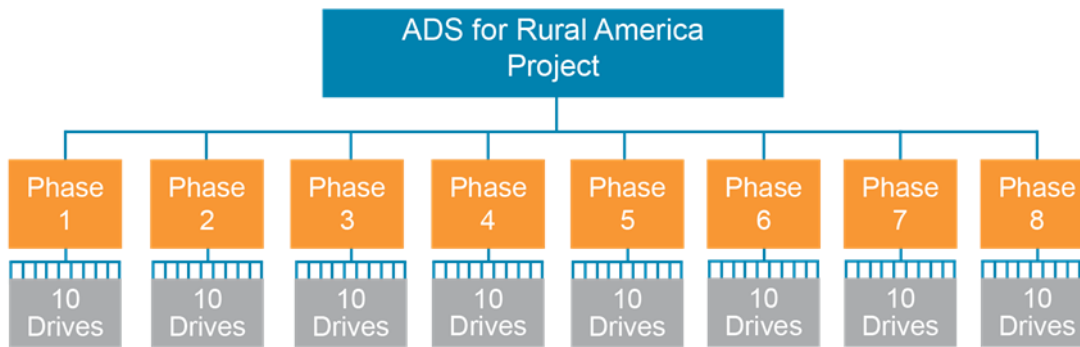 ADS for Rural America
Project
Phase
1
Phase
2
Phase
3
Phase
4
Phase
5
Phase
6
Phase
7
Phase
8
10
Drives
10
Drives
10
Drives
10
Drives
10
Drives
10
Drives
10
Drives
10
Drives